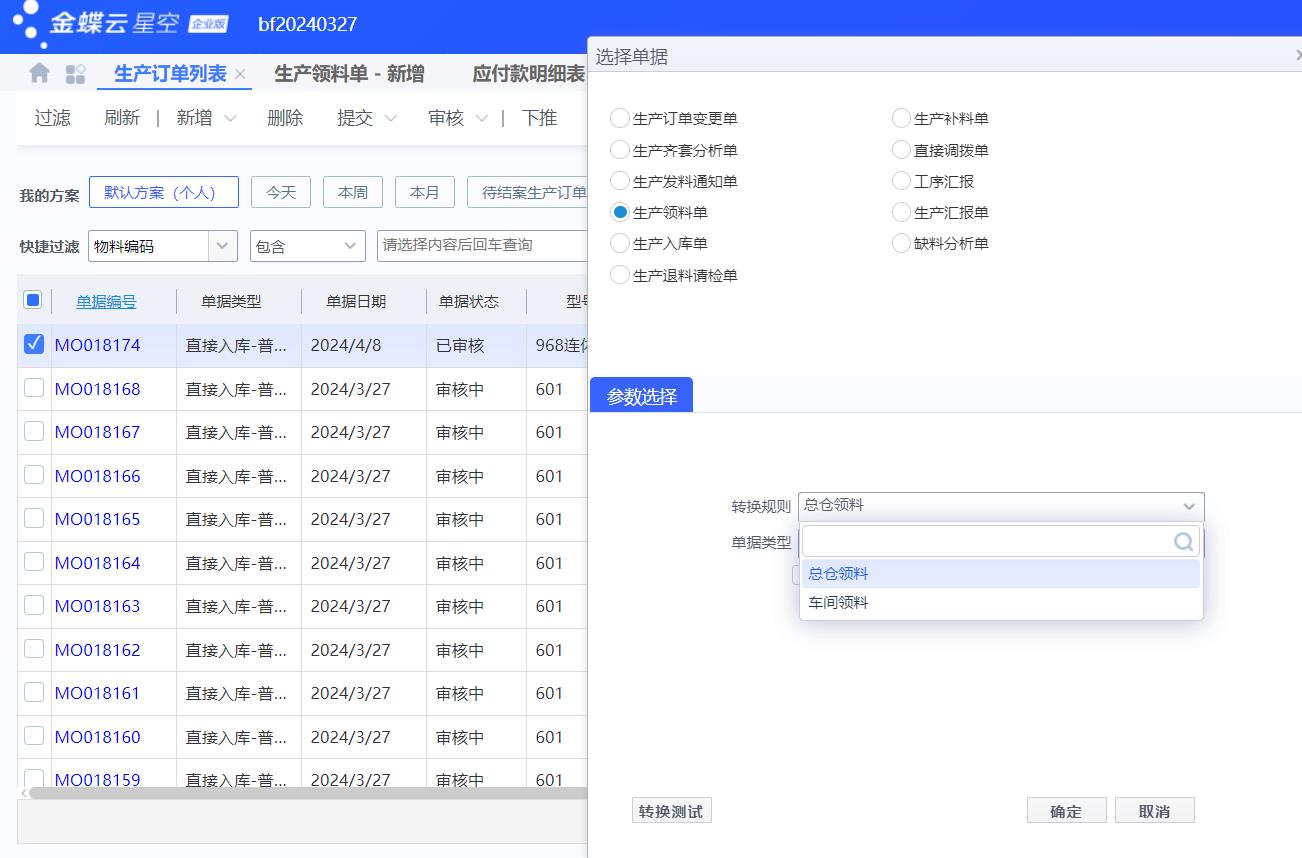 金蝶云 星空 企业版 bf20240327
选择单据
生产订单列表 生产领料单 - 新增 应付款明细表
过滤 刷新 | 新增 删除 提交 审核 | 下推
生产订单变更单 生产补料单
生产齐套分析单 直接调拨单
生产发料通知单 工序汇报
生产领料单 生产汇报单
生产入库单 缺料分析单
生产退料请检单
我的方案 默认方案（个人） 今天 本周 本月 待结案生产订单
快捷过滤 物料编码 包含 请选择内容后回车查询
单据编号 单据类型 单据日期 单据状态 型号
MO018174 直接入库-普... 2024/4/8 已审核 968连体
MO018168 直接入库-普... 2024/3/27 审核中 601
MO018167 直接入库-普... 2024/3/27 审核中 601
MO018166 直接入库-普... 2024/3/27 审核中 601
MO018165 直接入库-普... 2024/3/27 审核中 601
MO018164 直接入库-普... 2024/3/27 审核中 601
MO018163 直接入库-普... 2024/3/27 审核中 601
MO018162 直接入库-普... 2024/3/27 审核中 601
MO018161 直接入库-普... 2024/3/27 审核中 601
MO018160 直接入库-普... 2024/3/27 审核中 601
MO018159 直接入库-普... 2024/3/27 审核中 601
参数选择
转换规则 总仓领料
单据类型
总仓领料
车间领料
转换测试 确定 取消